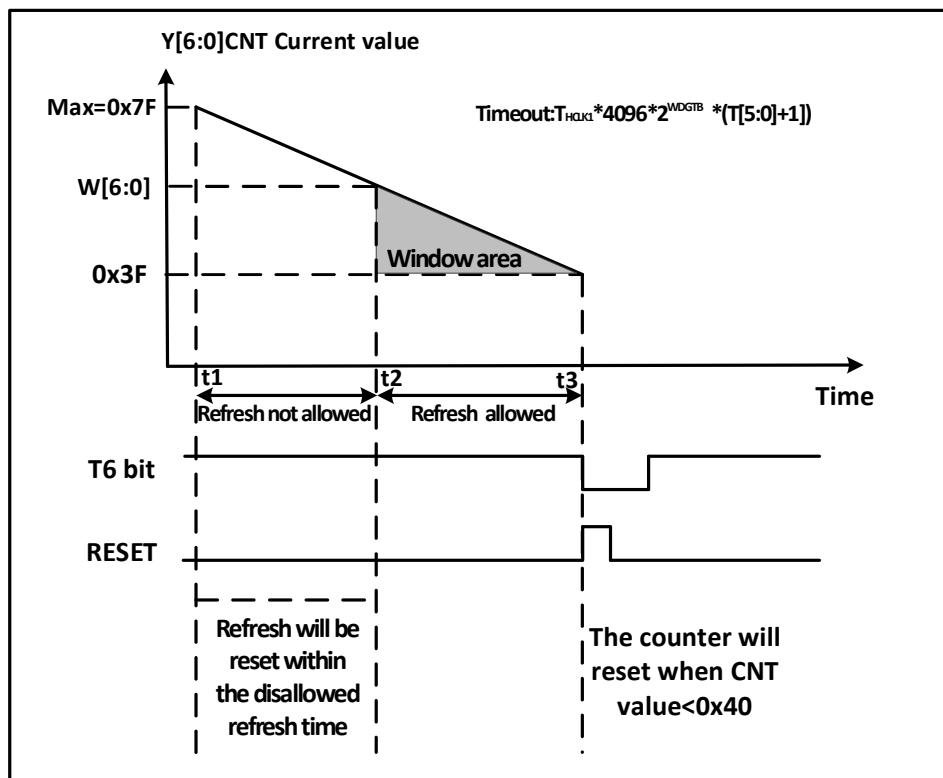 Y[6:0]CNT Current value
Max=0x7F
Timeout:THCLK1*4096*2WDGTB *(T[5:0]+1])
W[6:0]
Window area
0x3F
t1
t2
t3
Time
Refresh not allowed
Refresh allowed
T6 bit
RESET
Refresh will be
reset within
the disallowed
refresh time
The counter will
reset when CNT
value<0x40